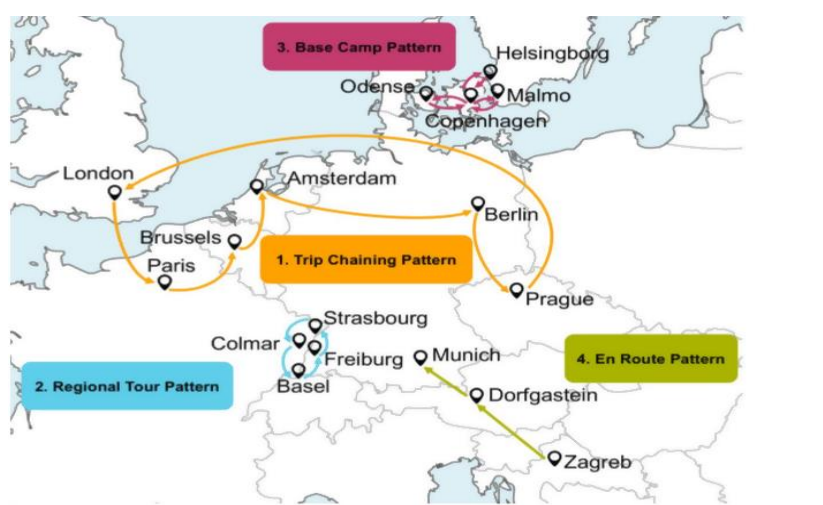 3. Base Camp Pattern
Helsingborg
Odense
Malmo
Copenhagen
London
Amsterdam
Berlin
Brussels
1. Trip Chaining Pattern
Paris
Prague
Strasbourg
Colmar
Freiburg
Munich
4. En Route Pattern
Basel
2. Regional Tour Pattern
Dorfgastein
Zagreb